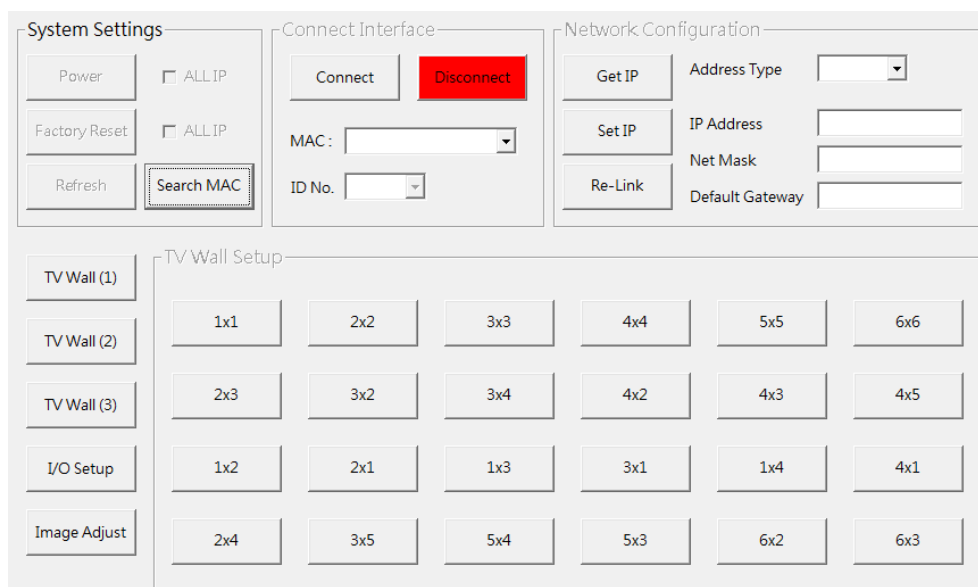 System Settings
Power
ALL IP
Factory Reset
ALL IP
Refresh
Search MAC
Connect Interface
Connect
Disconnect
MAC :
ID No.
Network Configuration
Get IP
Address Type
Set IP
IP Address
Net Mask
Re-Link
Default Gateway
TV Wall (1)
TV Wall (2)
TV Wall (3)
I/O Setup
Image Adjust
TV Wall Setup
1x1 2x2 3x3 4x4 5x5 6x6
2x3 3x2 3x4 4x2 4x3 4x5
1x2 2x1 1x3 3x1 1x4 4x1
2x4 3x5 5x4 5x3 6x2 6x3